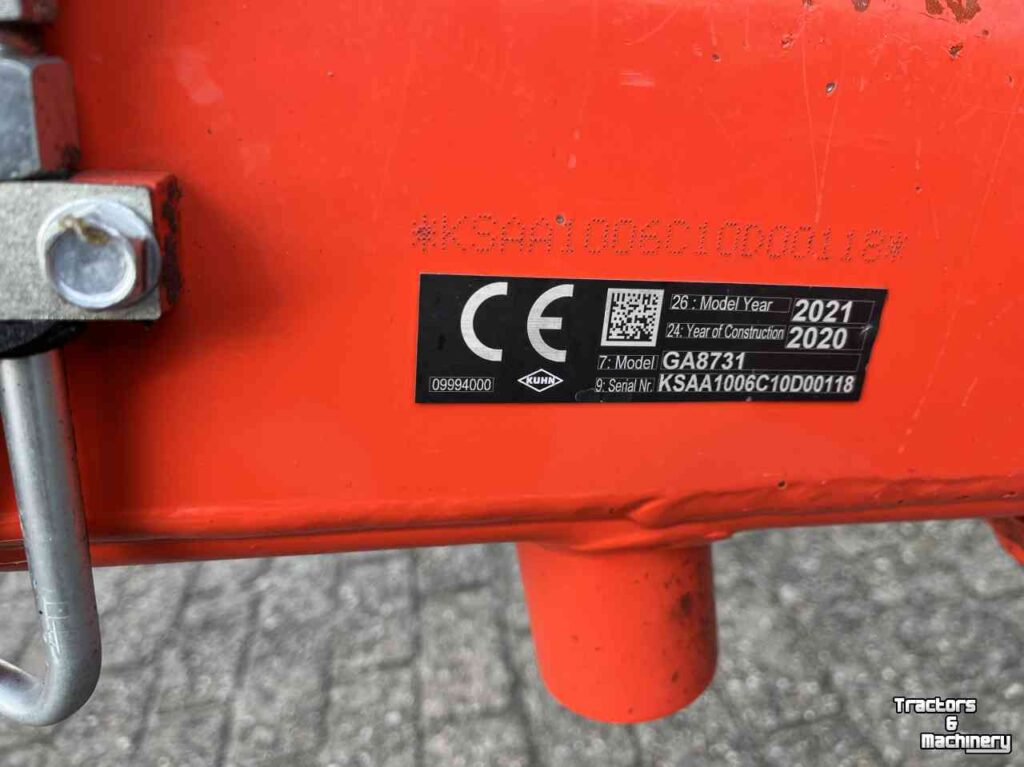 *KSAA1006C10D00118*
CE
26 : Model Year 2021
24: Year of Construction 2020
7: Model GA8731
09994000 KUHN 9: Serial Nr. KSAA1006C10D00118
Tractors
&
Machinery